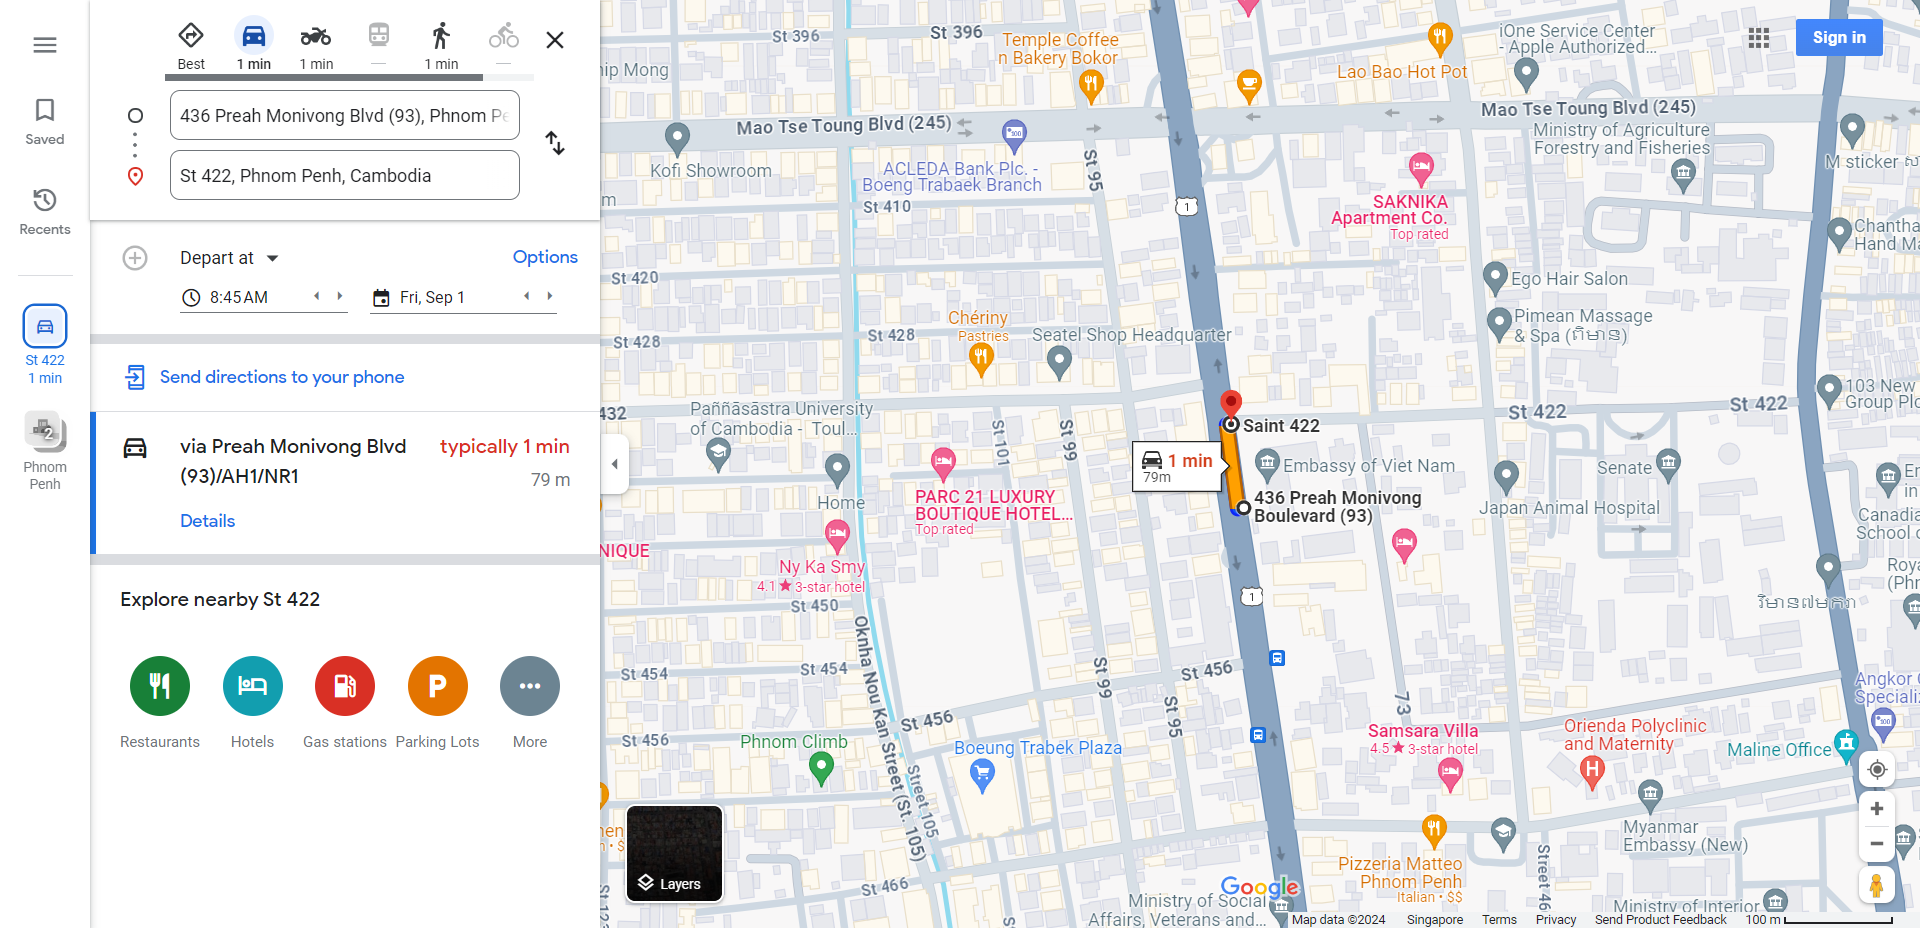 Saved
Recents
St 422
1 min
2
Phnom
Penh
Best
1 min
1 min
—
1 min
—
436 Preah Monivong Blvd (93), Phnom Pe
St 422, Phnom Penh, Cambodia
Depart at
Options
8:45 AM
Fri, Sep 1
Send directions to your phone
via Preah Monivong Blvd
(93)/AH1/NR1
typically 1 min
79 m
Details
Explore nearby St 422
Restaurants
Hotels
Gas stations
P
Parking Lots
More
Sign in
St 396
St 396
Temple Coffee
n Bakery Bokor
iOne Service Center
- Apple Authorized...
Lao Bao Hot Pot
nip Mong
Mao Tse Toung Blvd (245)
Mao Tse Toung Blvd (245)
Ministry of Agriculture
Forestry and Fisheries
M sticker
Kofi Showroom
ACLEDA Bank Plc. -
Boeng Trabaek Branch
St 95
m
St 410
1
SAKNIKA
Apartment Co.
Top rated
Chantha
Hand Ma
St 420
Ego Hair Salon
Chériny
Pastries
St 428
St 428
Seatel Shop Headquarter
Pimean Massage
& Spa (វិមាន)
103 New
Group Plc
432
Paññāsāstra University
of Cambodia - Toul...
St 101
St 99
Saint 422
St 422
St 422
1 min
79m
Embassy of Viet Nam
Senate
436 Preah Monivong
Boulevard (93)
Japan Animal Hospital
En
in
Canadia
School o
Home
PARC 21 LUXURY
BOUTIQUE HOTEL...
Top rated
NIQUE
Ny Ka Smy
4.1 ★ 3-star hotel
St 450
1
Roya
(Phn
វិមាន៧មករា
Oknha Nou Kan Street (St. 105)
St 454
St 454
St 99
St 456
St 95
73
St 456
St 456
Street 105
Phnom Climb
Boeung Trabek Plaza
Samsara Villa
4.5 ★ 3-star hotel
Orienda Polyclinic
and Maternity
H
Maline Office
Angkor
Specializ
Myanmar
Embassy (New)
Pizzeria Matteo
Phnom Penh
Italian • $$
Street 46
Ministry of Interior
St 466
Ministry of Social
Affairs, Veterans and...
Layers
Google
Map data ©2024
Singapore
Terms
Privacy
Send Product Feedback
100 m